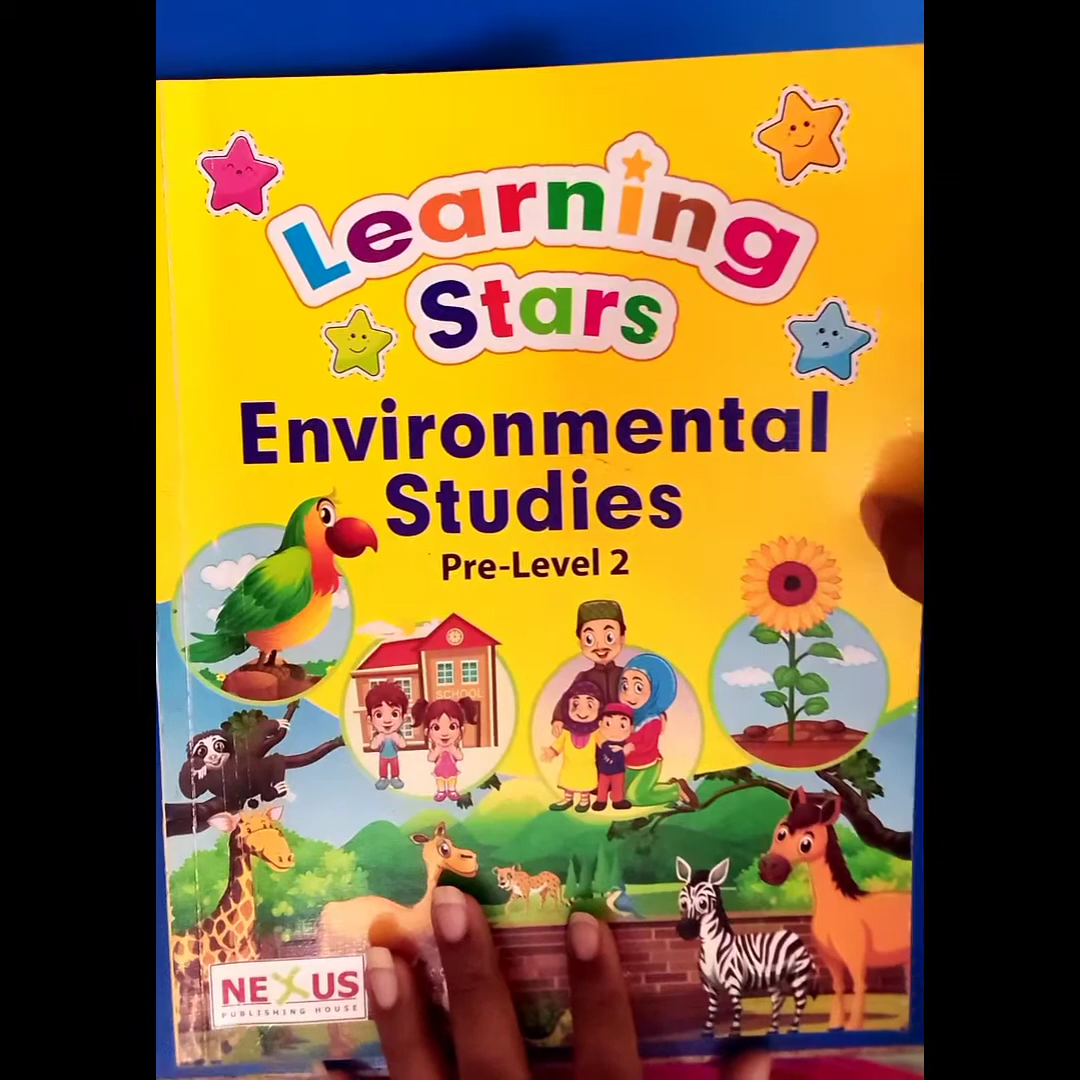 Learning
Stars
Environmental
Studies
Pre-Level 2
SCHOOL
NEXUS
PUBLISHING HOUSE